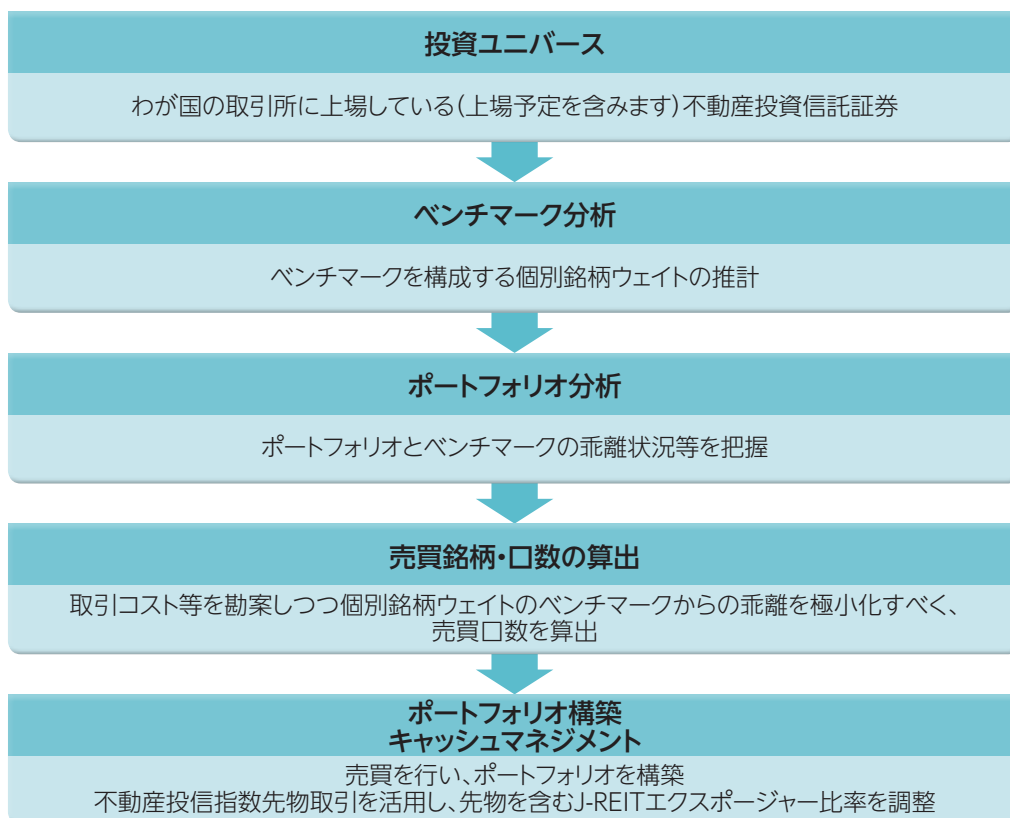 投資ユニバース
わが国の取引所に上場している(上場予定を含みます)不動産投資信託証券
ベンチマーク分析
ベンチマークを構成する個別銘柄ウェイトの推計
ポートフォリオ分析
ポートフォリオとベンチマークの乖離状況等を把握
売買銘柄・口数の算出
取引コスト等を勘案しつつ個別銘柄ウェイトのベンチマークからの乖離を極小化すべく、
売買口数を算出
ポートフォリオ構築
キャッシュマネジメント
売買を行い、ポートフォリオを構築
不動産投信指数先物取引を活用し、先物を含むJ-REITエクスポージャー比率を調整